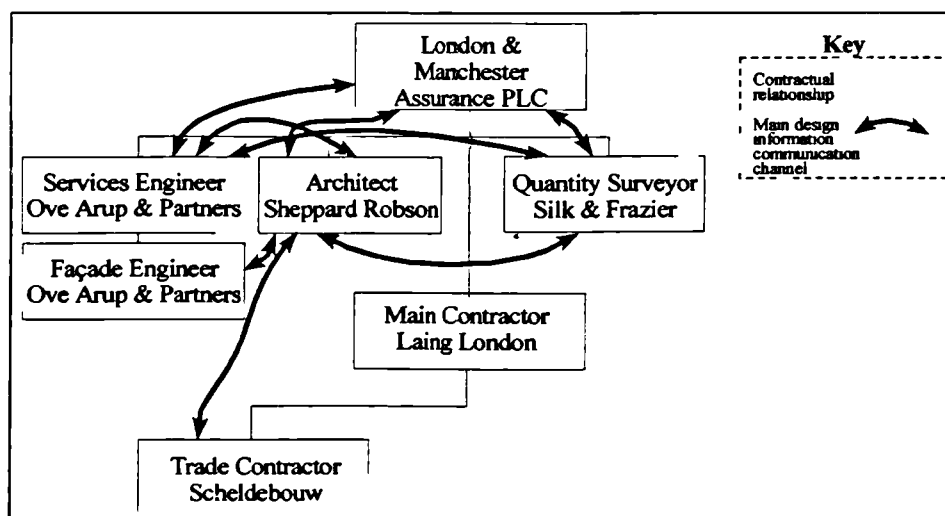 London &
Manchester
Assurance PLC
Key
Contractual
relationship
Main design
information
communication
channel
Services Engineer
Ove Arup & Partners
Architect
Sheppard Robson
Quantity Surveyor
Silk & Frazier
Façade Engineer
Ove Arup & Partners
Main Contractor
Laing London
Trade Contractor
Scheldebouw